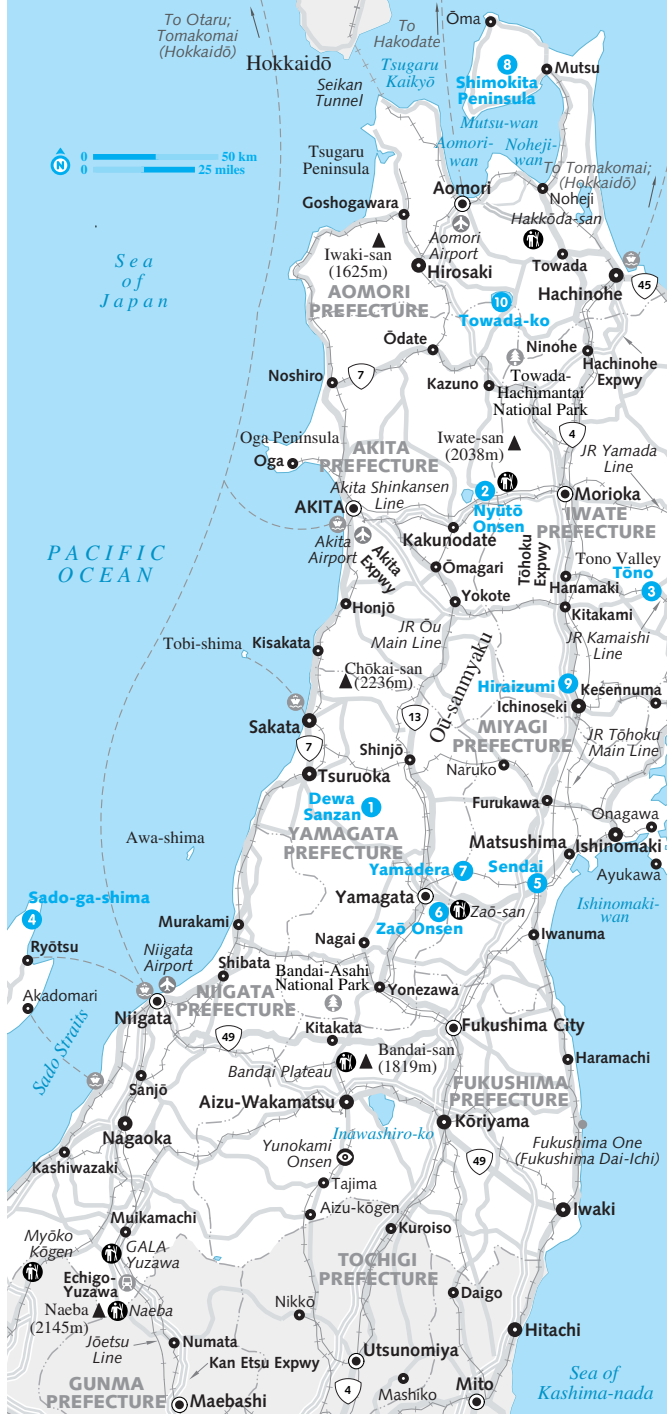 To Otaru;
Tomakomai
(Hokkaidō)
To
Hakodate
Ōma
Hokkaidō
Tsugaru
Kaikyō
8
Shimokita
Peninsula
Mutsu
Seikan
Tunnel
Mutsu-wan
Aomori-
wan
Noheji-
wan
0 50 km
0 25 miles
N
Tsugaru
Peninsula
To Tomakomai;
(Hokkaidō)
Aomori
Noheji
Goshogawara
Hakkōda-san
Aomori
Airport
Iwaki-san
(1625m)
Hirosaki
Towada
Hachinohe
45
Sea
of
Japan
AOMORI
PREFECTURE
10
Towada-ko
Ōdate
Ninohe
Hachinohe
Expwy
Noshiro
7
Kazuno
Towada-
Hachimantai
National Park
4
Oga Peninsula
Oga
AKITA
PREFECTURE
Iwate-san
(2038m)
JR Yamada
Line
Akita Shinkansen
Line
2
Nyūtō
Onsen
Morioka
AKITA
IWATE
PREFECTURE
Akita
Airport
Akita
Expwy
Kakunodate
Tōhoku
Expwy
PACIFIC
OCEAN
Ōmagari
Tono Valley
Tōno
3
Hanamaki
Honjō
Yokote
Kitakami
JR Ōu
Main Line
JR Kamaishi
Line
Tobi-shima
Kisakata
Chōkai-san
(2236m)
Oū-sanmyaku
Hiraizumi
9
Kesennuma
Ichinoseki
Sakata
13
MIYAGI
PREFECTURE
JR Tōhoku
Main Line
7
Shinjō
Naruko
Tsuruoka
Dewa
Sanzan
1
Furukawa
Onagawa
YAMAGATA
PREFECTURE
Matsushima
Ishinomaki
Awa-shima
Yamadera
7
Sendai
5
Ayukawa
Sado-ga-shima
4
Yamagata
6
Zaō Onsen
Zaō-san
Ishinomaki-
wan
Murakami
Ryōtsu
Nagai
Iwanuma
Niigata
Airport
Shibata
Bandai-Asahi
National Park
Yonezawa
Akadomari
NIIGATA
PREFECTURE
Niigata
49
Kitakata
Fukushima City
Sado Straits
Bandai Plateau
Bandai-san
(1819m)
Haramachi
Sanjō
FUKUSHIMA
PREFECTURE
Aizu-Wakamatsu
Nagaoka
Inawashiro-ko
Kōriyama
Kashiwazaki
Yunokami
Onsen
49
Fukushima One
(Fukushima Dai-Ichi)
Tajima
Muikamachi
Aizu-kōgen
Iwaki
Myōko
Kōgen
GALA
Yuzawa
Kuroiso
Echigo-
Yuzawa
TOCHIGI
PREFECTURE
Naeba
(2145m)
Naeba
Nikkō
Daigo
Jōetsu
Line
Numata
Hitachi
Kan Etsu Expwy
Utsunomiya
GUNMA
PREFECTURE
Maebashi
4
Mashiko
Mito
Sea of
Kashima-nada